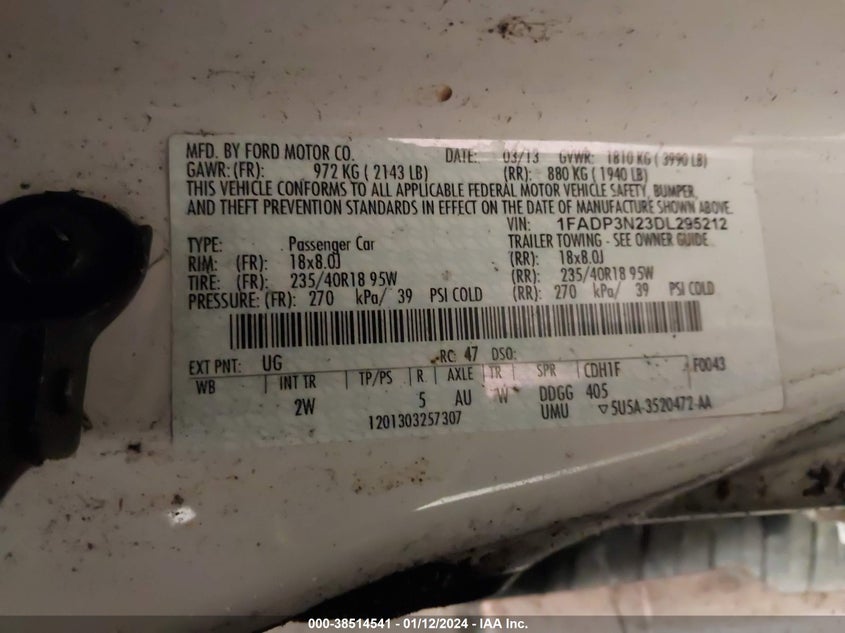 MFD. BY FORD MOTOR CO. DATE: 03/13 GVWR: 1810 KG ( 3990 LB)
GAWR: (FR): 972 KG ( 2143 LB) (RR): 880 KG ( 1940 LB)
THIS VEHICLE CONFORMS TO ALL APPLICABLE FEDERAL MOTOR VEHICLE SAFETY, BUMPER,
AND THEFT PREVENTION STANDARDS IN EFFECT ON THE DATE OF MANUFACTURE SHOWN ABOVE.
VIN: 1FADP3N23DL295212
TYPE: Passenger Car TRAILER TOWING - SEE OWNER GUIDE
RIM: (FR): 18x8.0J (RR): 18x8.0J
TIRE: (FR): 235/40R18 95W (RR): 235/40R18 95W
PRESSURE: (FR): 270 kPa/ 39 PSI COLD (RR): 270 kPa/ 39 PSI COLD
EXT PNT: UG RC: 47 DSO: F0043
WB INT TR TP/PS R AXLE TR SPR CDH1F
2W 5 AU W DDGG 405
1201303257307 UMU ▽5U5A-3520472-AA
000-38514541 - 01/12/2024 - IAA Inc.